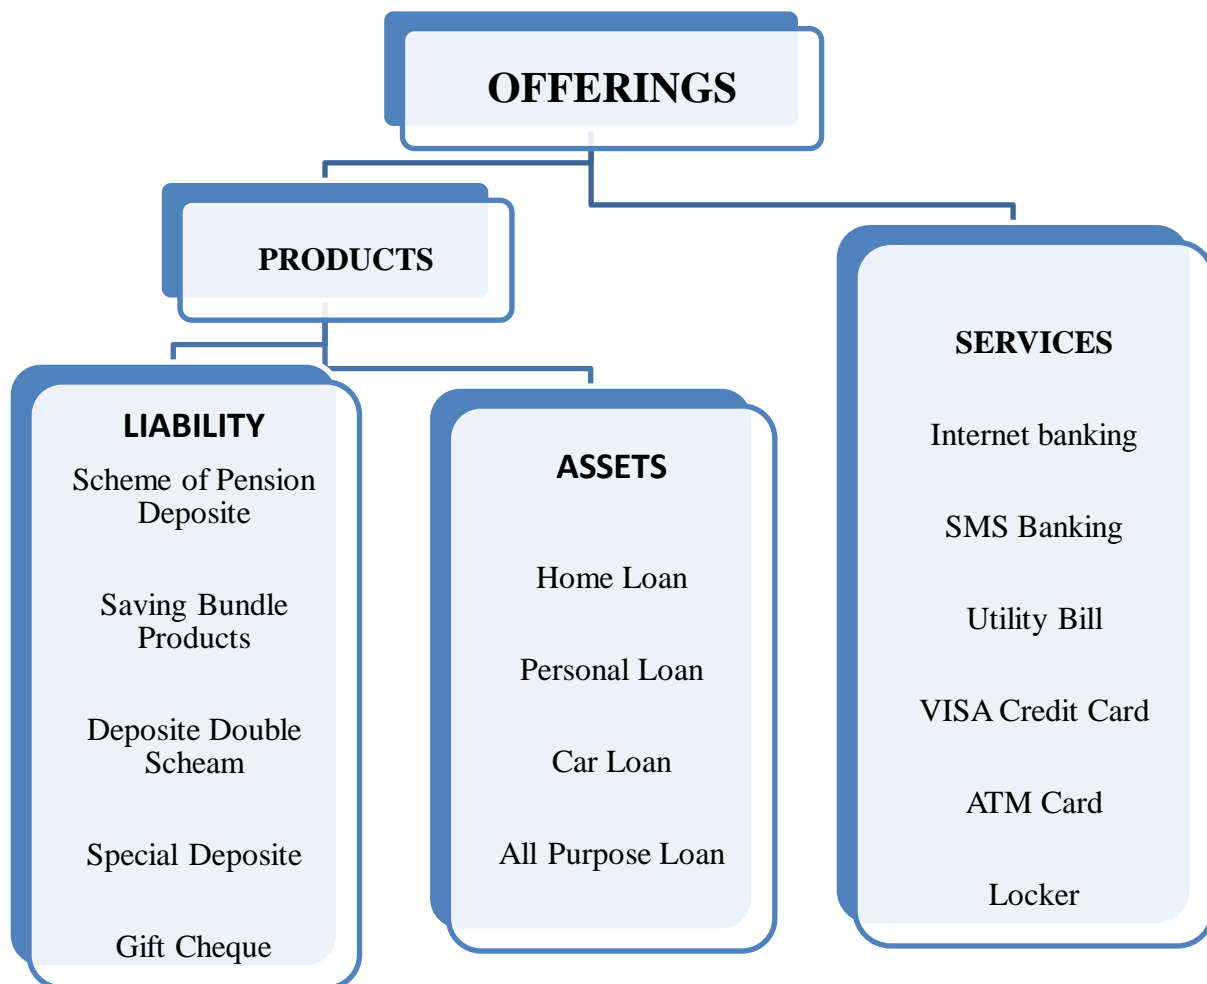 OFFERINGS
PRODUCTS
LIABILITY
Scheme of Pension
Deposite
Saving Bundle
Products
Deposite Double
Scheam
Special Deposite
Gift Cheque
ASSETS
Home Loan
Personal Loan
Car Loan
All Purpose Loan
SERVICES
Internet banking
SMS Banking
Utility Bill
VISA Credit Card
ATM Card
Locker